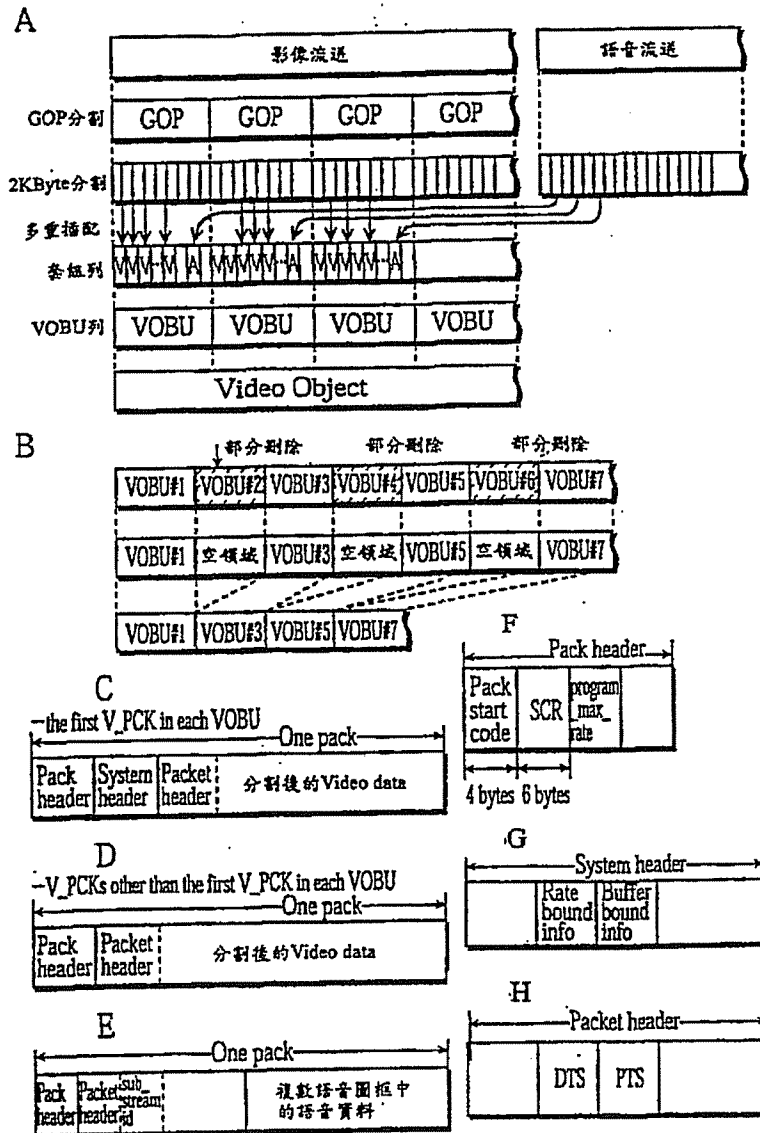 A
影像流送
語音流送
GOP分割
GOP GOP GOP GOP
2KByte分割
多重插配
V V V … V A V V V V … A V V V V … A
套組列
VOBU列
VOBU VOBU VOBU VOBU
Video Object
B
部分刪除 部分刪除 部分刪除
VOBU#1 VOBU#2 VOBU#3 VOBU#4 VOBU#5 VOBU#6 VOBU#7
VOBU#1 空領域 VOBU#3 空領域 VOBU#5 空領域 VOBU#7
VOBU#1 VOBU#3 VOBU#5 VOBU#7
C
—the first V_PCK in each VOBU
One pack
Pack header
System header
Packet header
分割後的Video data
D
—V_PCKs other than the first V_PCK in each VOBU
One pack
Pack header
Packet header
分割後的Video data
E
One pack
Pack header
Packet header
sub_
stream
id
複數語音圖框中
的語音資料
F
Pack header
Pack
start
code
SCR
program
_max_
rate
4 bytes 6 bytes
G
System header
Rate
bound
info
Buffer
bound
info
H
Packet header
DTS PTS